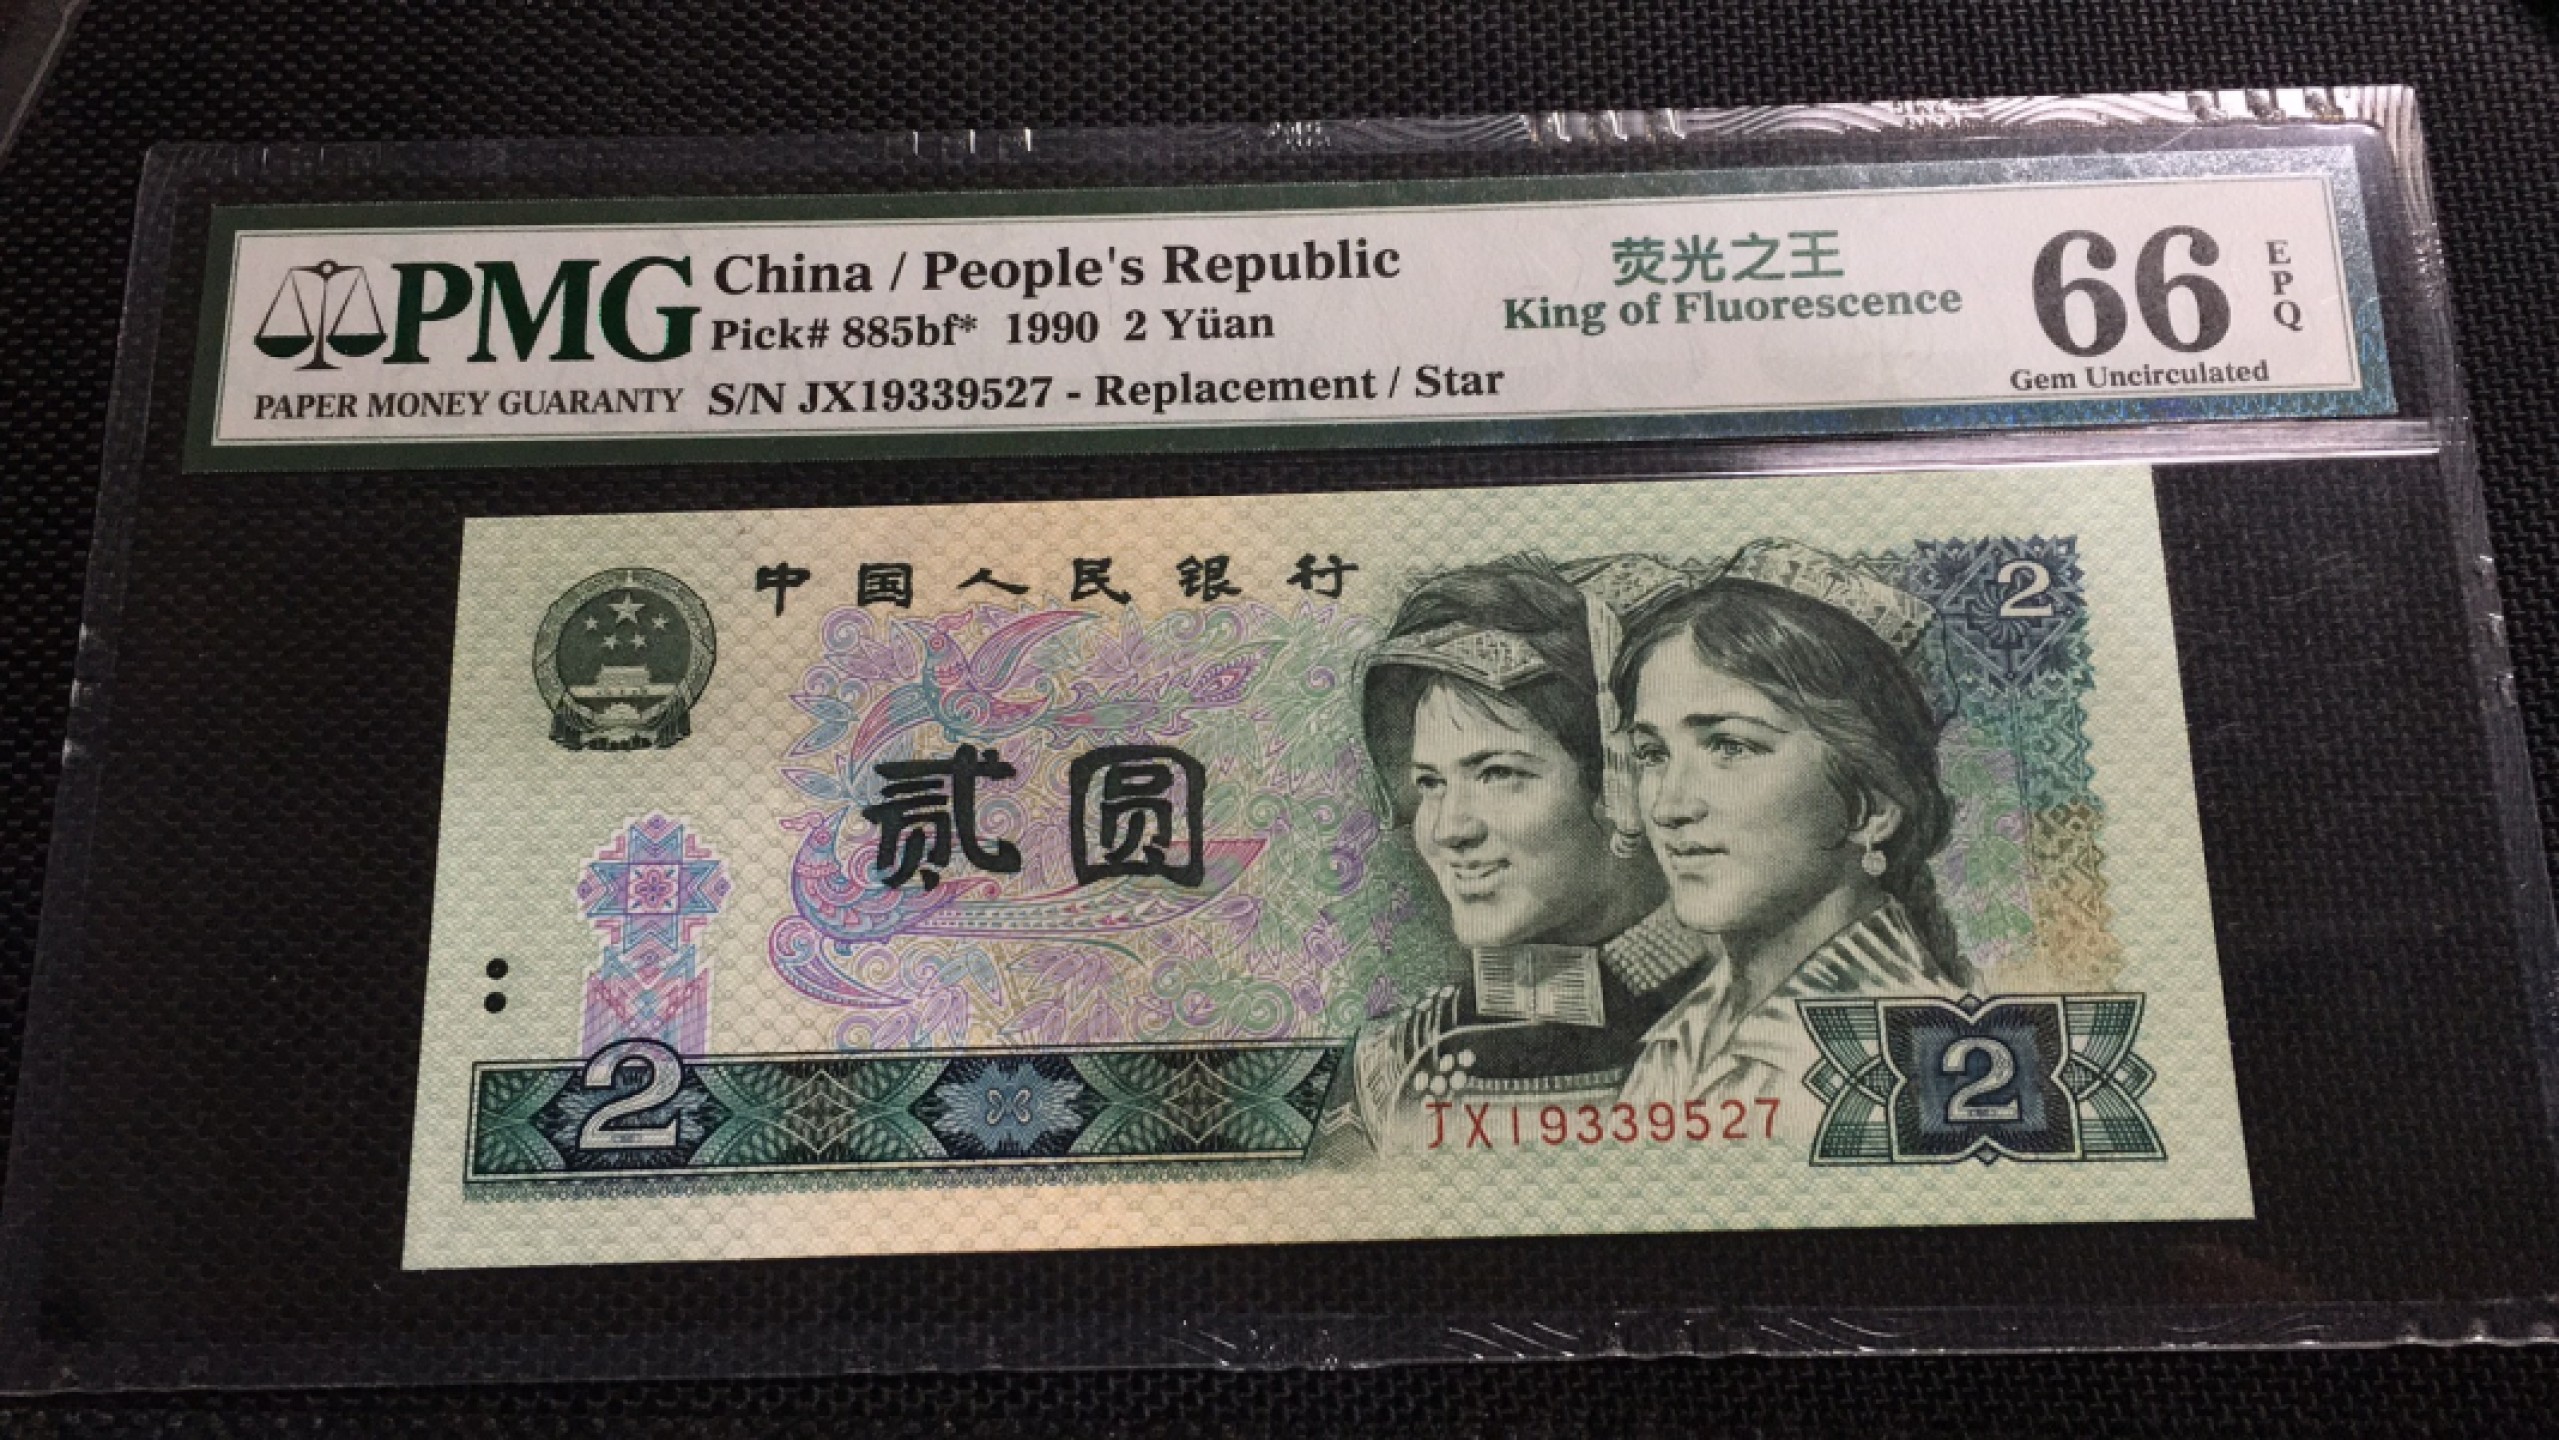 PMG
PAPER MONEY GUARANTY
China / People's Republic
Pick# 885bf* 1990 2 Yüan
S/N JX19339527 - Replacement / Star
荧光之王
King of Fluorescence
66
EPQ
Gem Uncirculated
中国人民银行
2
贰圆
2
JX19339527
2